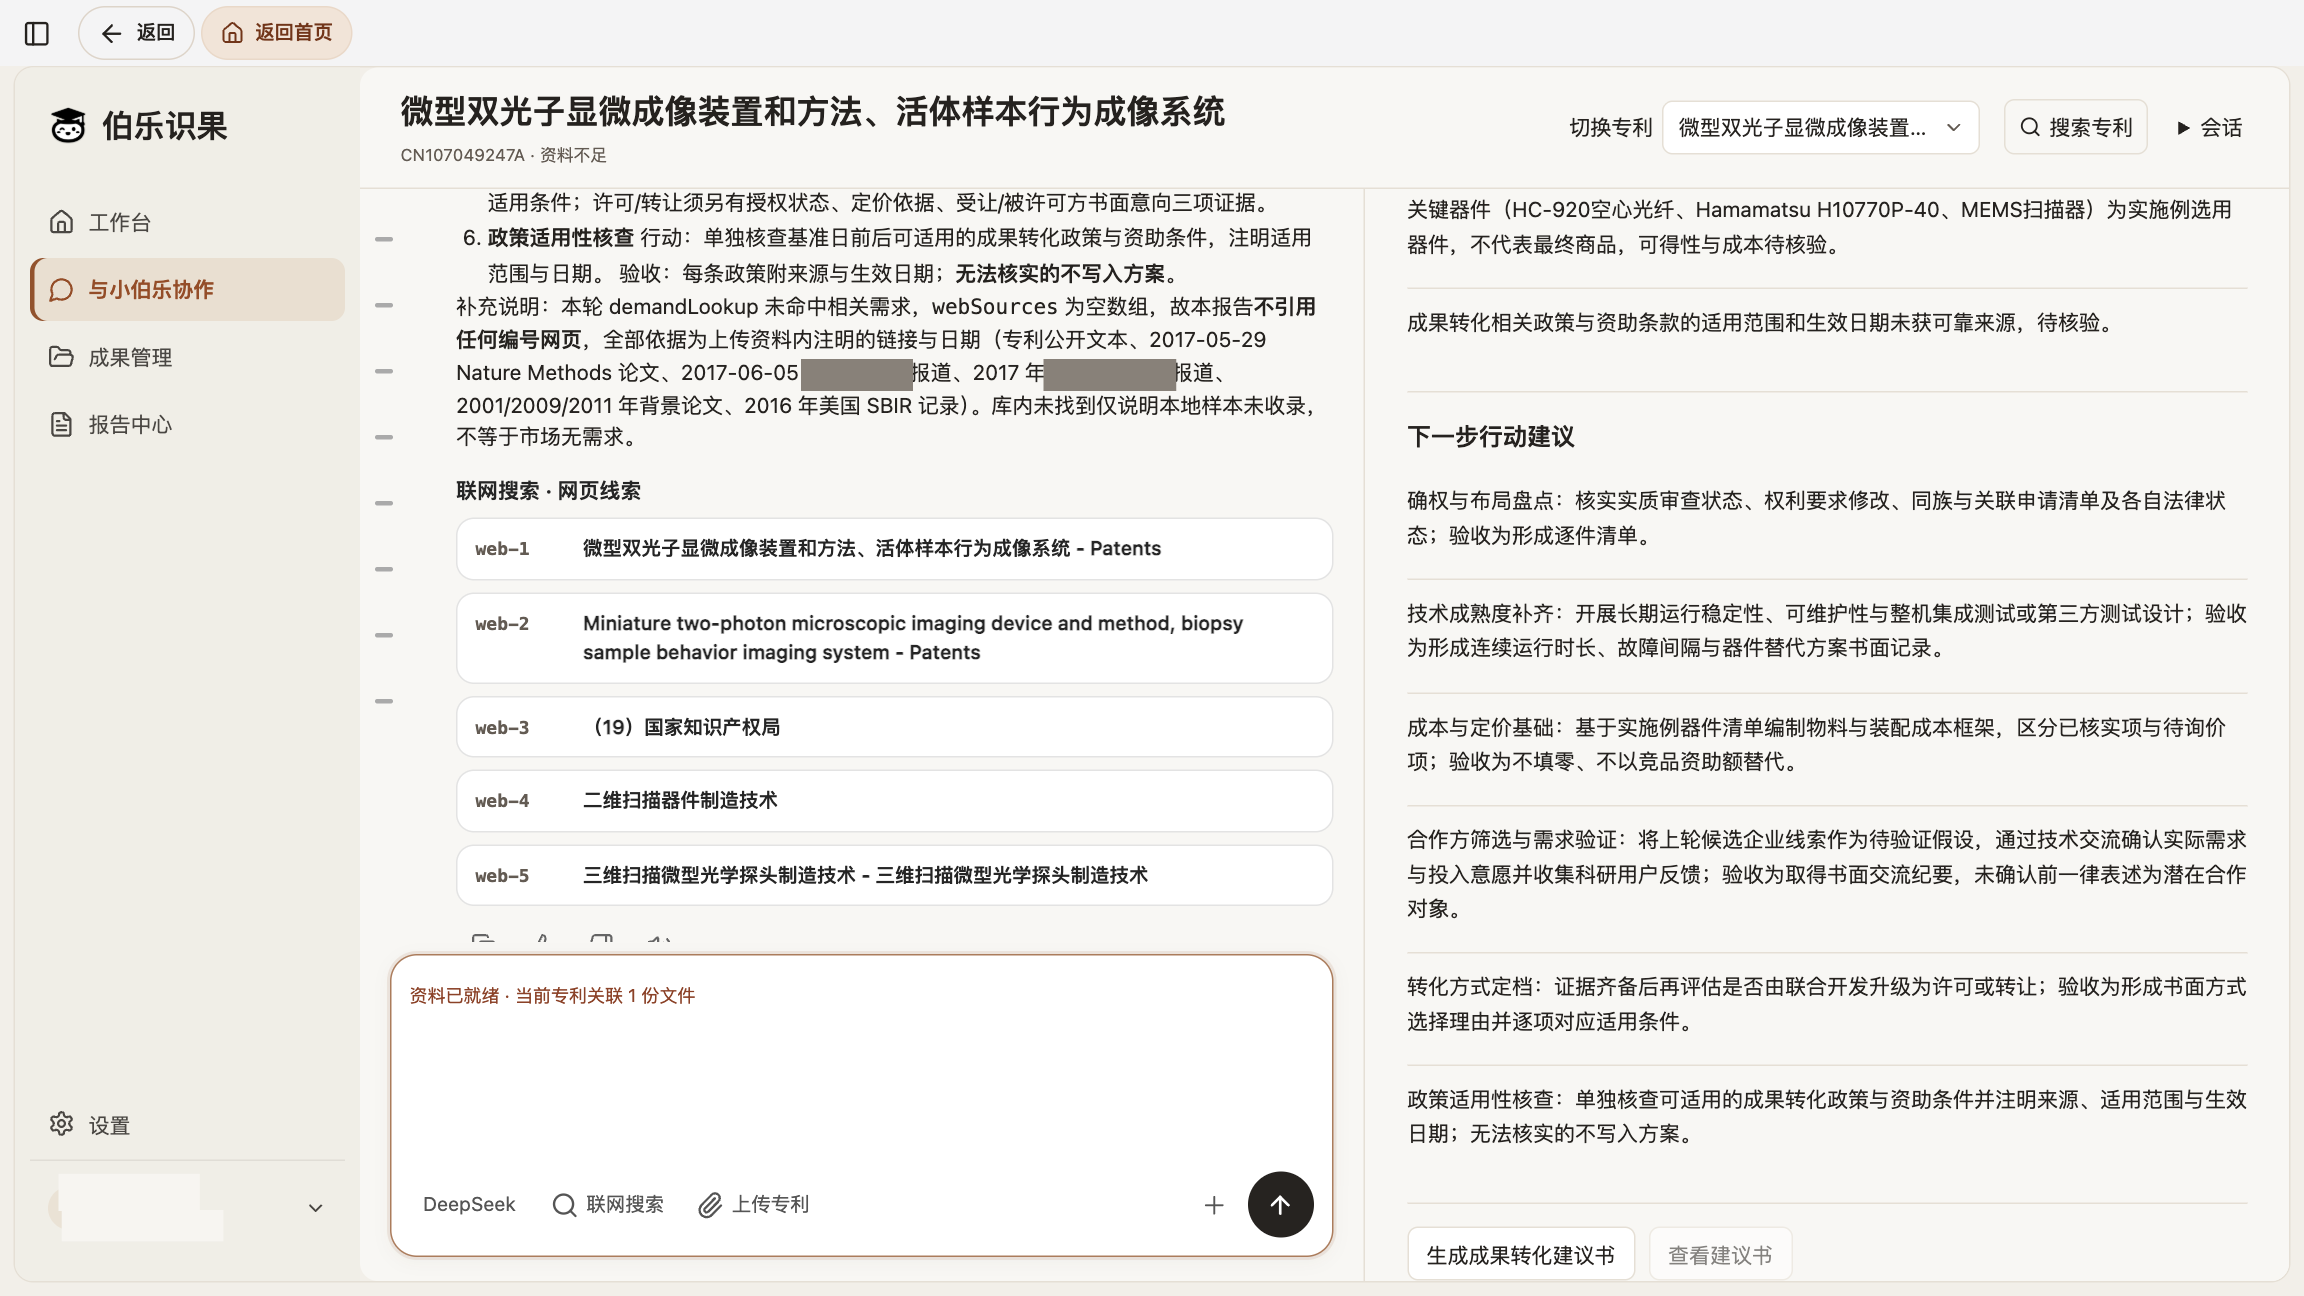 返回
返回首页
伯乐识果
工作台
与小伯乐协作
成果管理
报告中心
设置
微型双光子显微成像装置和方法、活体样本行为成像系统
CN107049247A · 资料不足
切换专利
微型双光子显微成像装置...
搜索专利
会话
适用条件；许可/转让须另有授权状态、定价依据、受让/被许可方书面意向三项证据。
6. 政策适用性核查 行动：单独核查基准日前后可适用的成果转化政策与资助条件，注明适用
范围与日期。 验收：每条政策附来源与生效日期；无法核实的不写入方案。
补充说明：本轮 demandLookup 未命中相关需求，webSources 为空数组，故本报告不引用
任何编号网页，全部依据为上传资料内注明的链接与日期（专利公开文本、2017-05-29
Nature Methods 论文、2017-06-05 报道、2017 年 报道、
2001/2009/2011 年背景论文、2016 年美国 SBIR 记录）。库内未找到仅说明本地样本未收录，
不等于市场无需求。
联网搜索 · 网页线索
web-1 微型双光子显微成像装置和方法、活体样本行为成像系统 - Patents
web-2 Miniature two-photon microscopic imaging device and method, biopsy
sample behavior imaging system - Patents
web-3 （19）国家知识产权局
web-4 二维扫描器件制造技术
web-5 三维扫描微型光学探头制造技术 - 三维扫描微型光学探头制造技术
资料已就绪 · 当前专利关联 1 份文件
DeepSeek 联网搜索 上传专利
关键器件（HC-920空心光纤、Hamamatsu H10770P-40、MEMS扫描器）为实施例选用
器件，不代表最终商品，可得性与成本待核验。
成果转化相关政策与资助条款的适用范围和生效日期未获可靠来源，待核验。
下一步行动建议
确权与布局盘点：核实实质审查状态、权利要求修改、同族与关联申请清单及各自法律状
态；验收为形成逐件清单。
技术成熟度补齐：开展长期运行稳定性、可维护性与整机集成测试或第三方测试设计；验收
为形成连续运行时长、故障间隔与器件替代方案书面记录。
成本与定价基础：基于实施例器件清单编制物料与装配成本框架，区分已核实项与待询价
项；验收为不填零、不以竞品资助额替代。
合作方筛选与需求验证：将上轮候选企业线索作为待验证假设，通过技术交流确认实际需求
与投入意愿并收集科研用户反馈；验收为取得书面交流纪要，未确认前一律表述为潜在合作
对象。
转化方式定档：证据齐备后再评估是否由联合开发升级为许可或转让；验收为形成书面方式
选择理由并逐项对应适用条件。
政策适用性核查：单独核查可适用的成果转化政策与资助条件并注明来源、适用范围与生效
日期；无法核实的不写入方案。
生成成果转化建议书
查看建议书